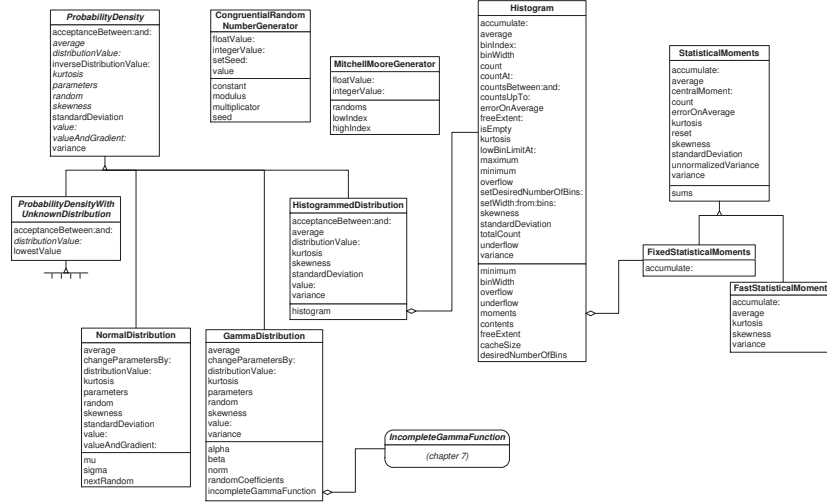 ProbabilityDensity
acceptanceBetween:and:
average
distributionValue:
inverseDistributionValue:
kurtosis
parameters
random
skewness
standardDeviation
value:
valueAndGradient:
variance
CongruentialRandom
NumberGenerator
floatValue:
integerValue:
setSeed:
value
constant
modulus
multiplicator
seed
MitchellMooreGenerator
floatValue:
integerValue:
randoms
lowIndex
highIndex
Histogram
accumulate:
average
binIndex:
binWidth
count
countAt:
countsBetween:and:
countsUpTo:
errorOnAverage
freeExtent:
isEmpty
kurtosis
lowBinLimitAt:
maximum
minimum
overflow
setDesiredNumberOfBins:
setWidth:from:bins:
skewness
standardDeviation
totalCount
underflow
variance
minimum
binWidth
overflow
underflow
moments
contents
freeExtent
cacheSize
desiredNumberOfBins
StatisticalMoments
accumulate:
average
centralMoment:
count
errorOnAverage
kurtosis
reset
skewness
standardDeviation
unnormalizedVariance
variance
sums
ProbabilityDensityWith
UnknownDistribution
acceptanceBetween:and:
distributionValue:
lowestValue
HistogrammedDistribution
acceptanceBetween:and:
average
distributionValue:
kurtosis
skewness
standardDeviation
value:
variance
histogram
FixedStatisticalMoments
accumulate:
FastStatisticalMoment
accumulate:
average
kurtosis
skewness
variance
NormalDistribution
average
changeParametersBy:
distributionValue:
kurtosis
parameters
random
skewness
standardDeviation
value:
valueAndGradient:
mu
sigma
nextRandom
GammaDistribution
average
changeParametersBy:
distributionValue:
kurtosis
parameters
random
skewness
value:
variance
alpha
beta
norm
randomCoefficients
incompleteGammaFunction
IncompleteGammaFunction
(chapter 7)